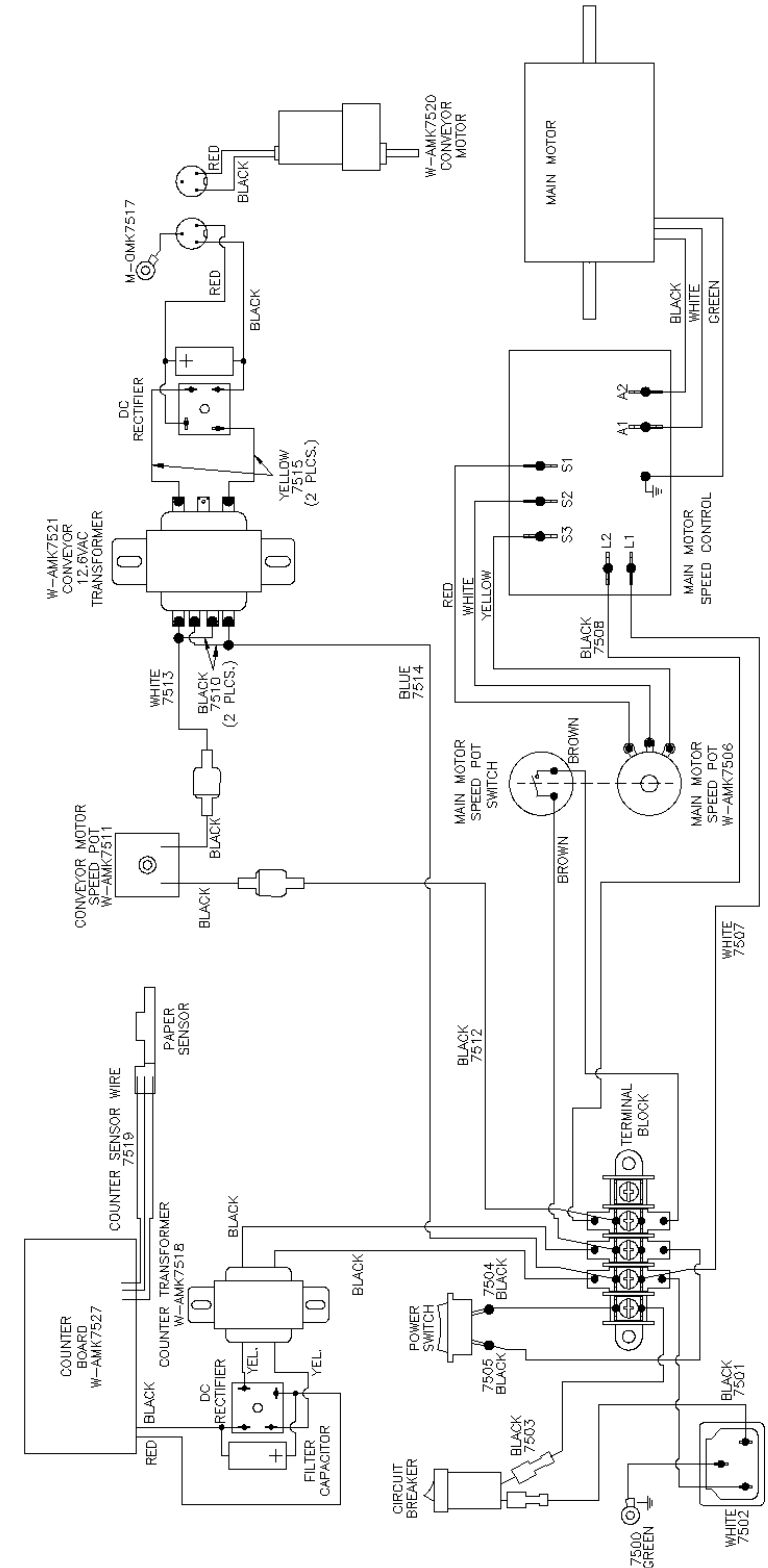 W-AMK7520
CONVEYOR
MOTOR
RED
BLACK
M-OMK7517
RED
BLACK
DC
RECTIFIER
YELLOW
7515
(2 PLCS.)
W-AMK7521
CONVEYOR
12.6VAC
TRANSFORMER
WHITE
7513
BLACK
7510
(2 PLCS.)
BLUE
7514
CONVEYOR MOTOR
SPEED POT
W-AMK7511
BLACK
BLACK
MAIN MOTOR
BLACK
WHITE
GREEN
A2
A1
S1
S2
S3
L2
L1
MAIN MOTOR
SPEED CONTROL
RED
WHITE
YELLOW
BLACK
7508
MAIN MOTOR
SPEED POT
SWITCH
BROWN
BROWN
MAIN MOTOR
SPEED POT
W-AMK7506
WHITE
7507
BLACK
7512
PAPER
SENSOR
COUNTER SENSOR WIRE
7519
COUNTER
BOARD
W-AMK7527
COUNTER TRANSFORMER
W-AMK7518
BLACK
BLACK
YEL.
YEL.
DC
RECTIFIER
BLACK
RED
+
FILTER
CAPACITOR
+
TERMINAL
BLOCK
POWER
SWITCH
7504
BLACK
7505
BLACK
CIRCUIT
BREAKER
BLACK
7503
BLACK
7501
7500
GREEN
WHITE
7502